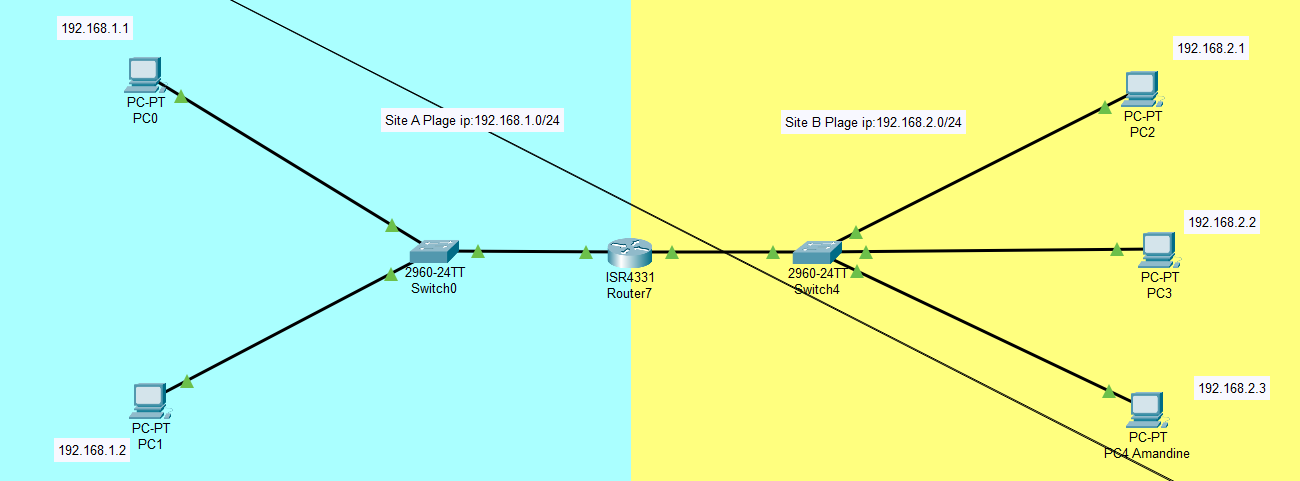 192.168.1.1
PC-PT
PC0
Site A Plage ip:192.168.1.0/24
2960-24TT
Switch0
PC-PT
PC1
192.168.1.2
ISR4331
Router7
Site B Plage ip:192.168.2.0/24
2960-24TT
Switch4
192.168.2.1
PC-PT
PC2
192.168.2.2
PC-PT
PC3
192.168.2.3
PC-PT
PC4 Amandine